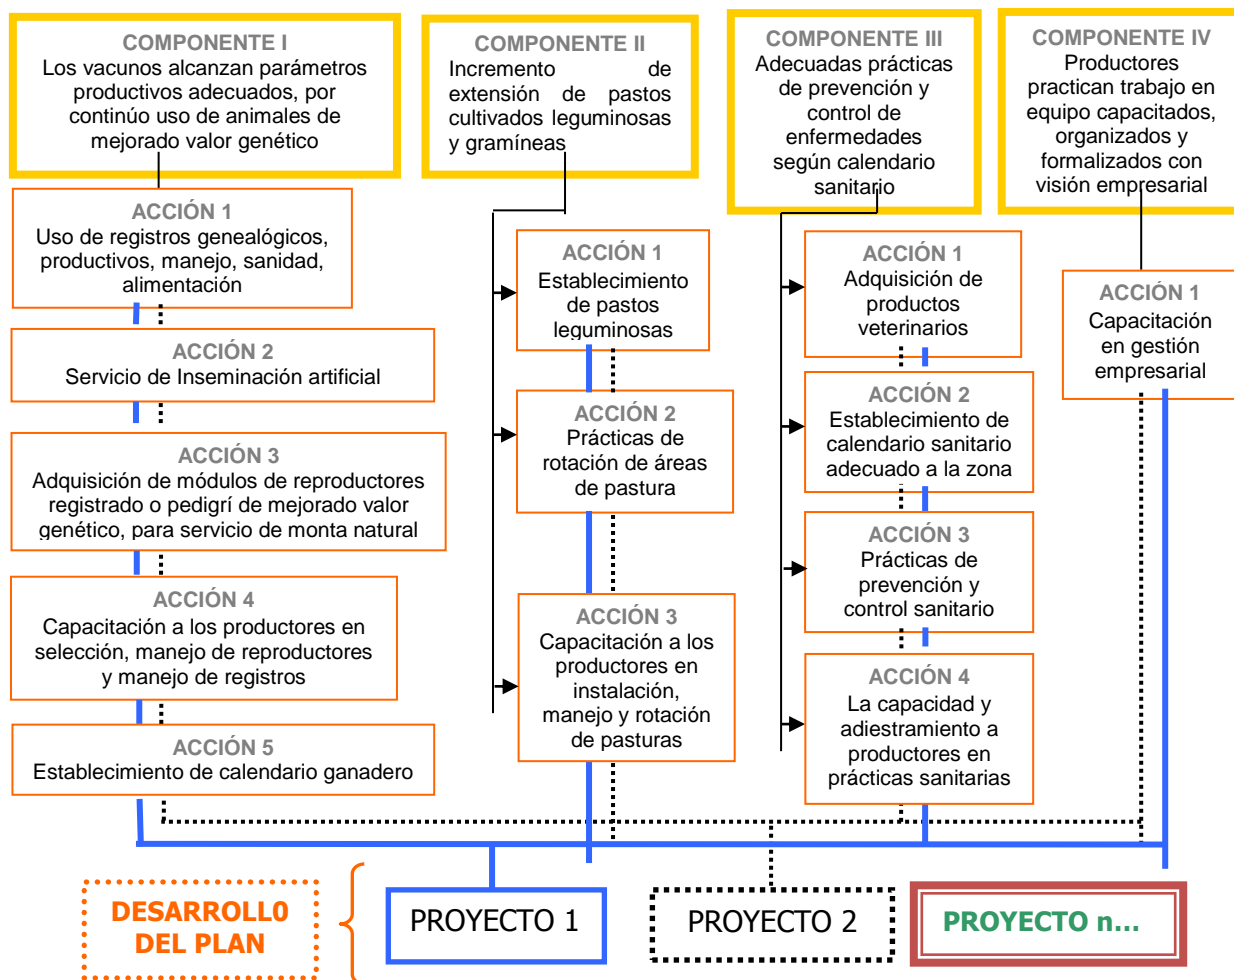 COMPONENTE I
Los vacunos alcanzan parámetros
productivos adecuados, por
continúo uso de animales de
mejorado valor genético
ACCIÓN 1
Uso de registros genealógicos,
productivos, manejo, sanidad,
alimentación
ACCIÓN 2
Servicio de Inseminación artificial
ACCIÓN 3
Adquisición de módulos de reproductores
registrado o pedigrí de mejorado valor
genético, para servicio de monta natural
ACCIÓN 4
Capacitación a los productores en
selección, manejo de reproductores
y manejo de registros
ACCIÓN 5
Establecimiento de calendario ganadero
COMPONENTE II
Incremento de
extensión de pastos
cultivados leguminosas
y gramíneas
ACCIÓN 1
Establecimiento
de pastos
leguminosas
ACCIÓN 2
Prácticas de
rotación de áreas
de pastura
ACCIÓN 3
Capacitación a los
productores en
instalación,
manejo y rotación
de pasturas
COMPONENTE III
Adecuadas prácticas
de prevención y
control de
enfermedades
según calendario
sanitario
ACCIÓN 1
Adquisición de
productos
veterinarios
ACCIÓN 2
Establecimiento de
calendario sanitario
adecuado a la zona
ACCIÓN 3
Prácticas de
prevención y
control sanitario
ACCIÓN 4
La capacidad y
adiestramiento a
productores en
prácticas sanitarias
COMPONENTE IV
Productores
practican trabajo en
equipo capacitados,
organizados y
formalizados con
visión empresarial
ACCIÓN 1
Capacitación
en gestión
empresarial
DESARROLL0
DEL PLAN
PROYECTO 1
PROYECTO 2
PROYECTO n...